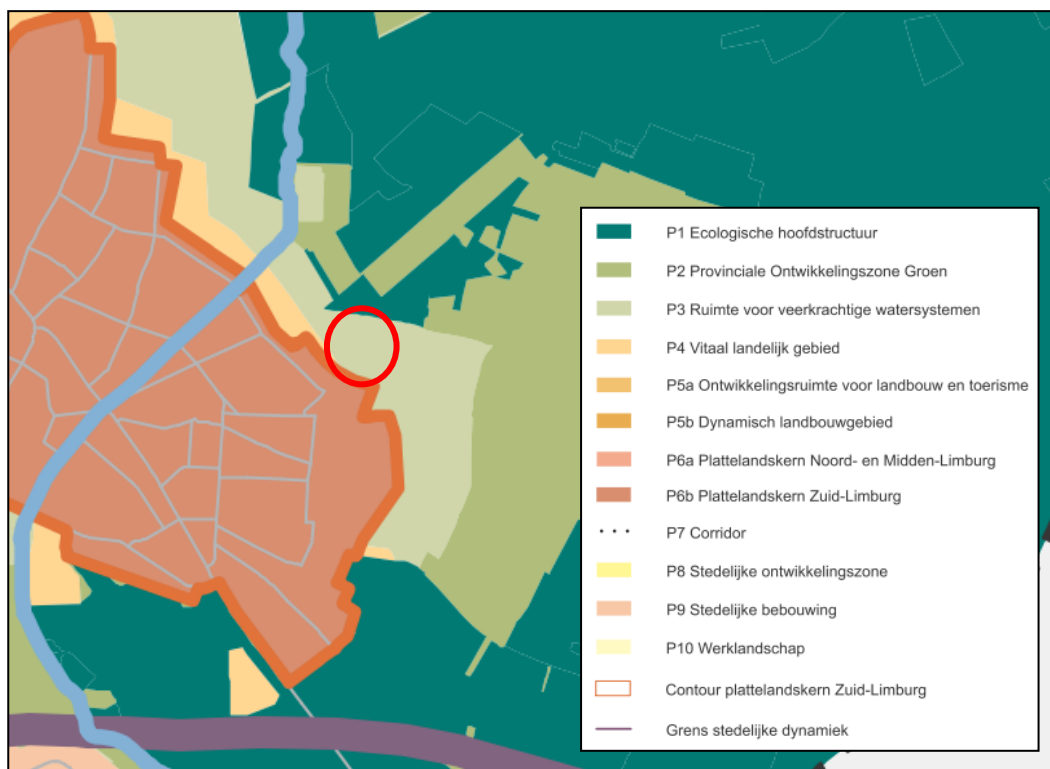 P1 Ecologische hoofdstructuur
P2 Provinciale Ontwikkelingszone Groen
P3 Ruimte voor veerkrachtige watersystemen
P4 Vitaal landelijk gebied
P5a Ontwikkelingsruimte voor landbouw en toerisme
P5b Dynamisch landbouwgebied
P6a Plattelandskern Noord- en Midden-Limburg
P6b Plattelandskern Zuid-Limburg
P7 Corridor
P8 Stedelijke ontwikkelingszone
P9 Stedelijke bebouwing
P10 Werklandschap
Contour plattelandskern Zuid-Limburg
Grens stedelijke dynamiek